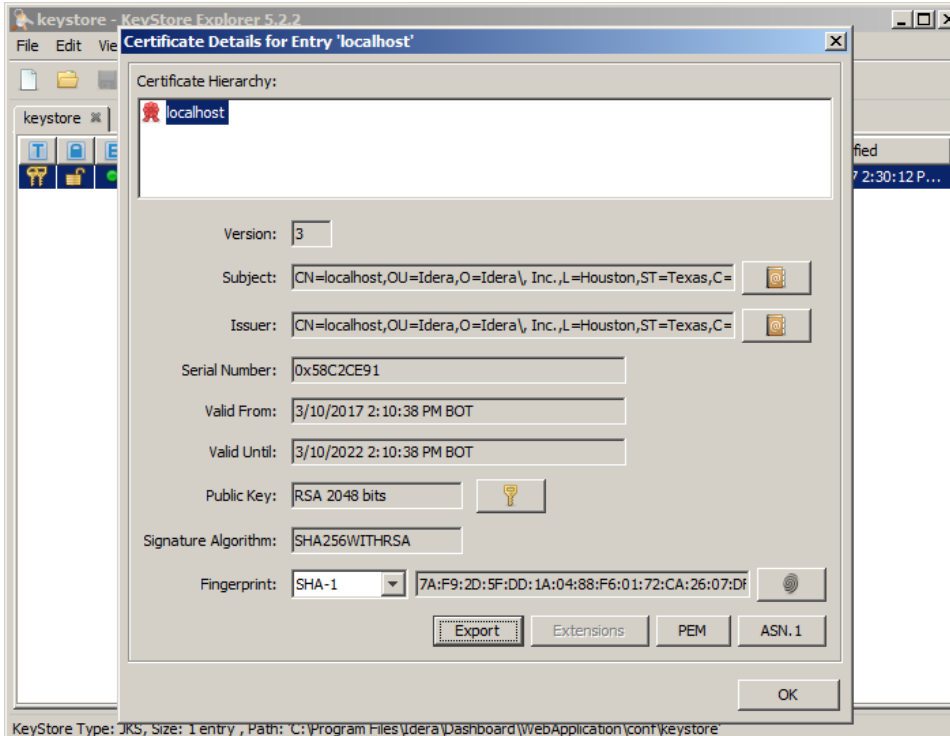 keystore - KeyStore Explorer 5.2.2
File Edit Vie
Certificate Details for Entry 'localhost'
Certificate Hierarchy:
keystore
localhost
T E
fied
7 2:30:12 P...
Version: 3
Subject: CN=localhost,OU=Idera,O=Idera\, Inc.,L=Houston,ST=Texas,C=
Issuer: CN=localhost,OU=Idera,O=Idera\, Inc.,L=Houston,ST=Texas,C=
Serial Number: 0x58C2CE91
Valid From: 3/10/2017 2:10:38 PM BOT
Valid Until: 3/10/2022 2:10:38 PM BOT
Public Key: RSA 2048 bits
Signature Algorithm: SHA256WITHRSA
Fingerprint: SHA-1 7A:F9:2D:5F:DD:1A:04:88:F6:01:72:CA:26:07:DF
Export Extensions PEM ASN.1
OK
KeyStore Type: JKS, Size: 1 entry , Path: 'C:\Program Files\Idera\Dashboard\WebApplication\conf\keystore'